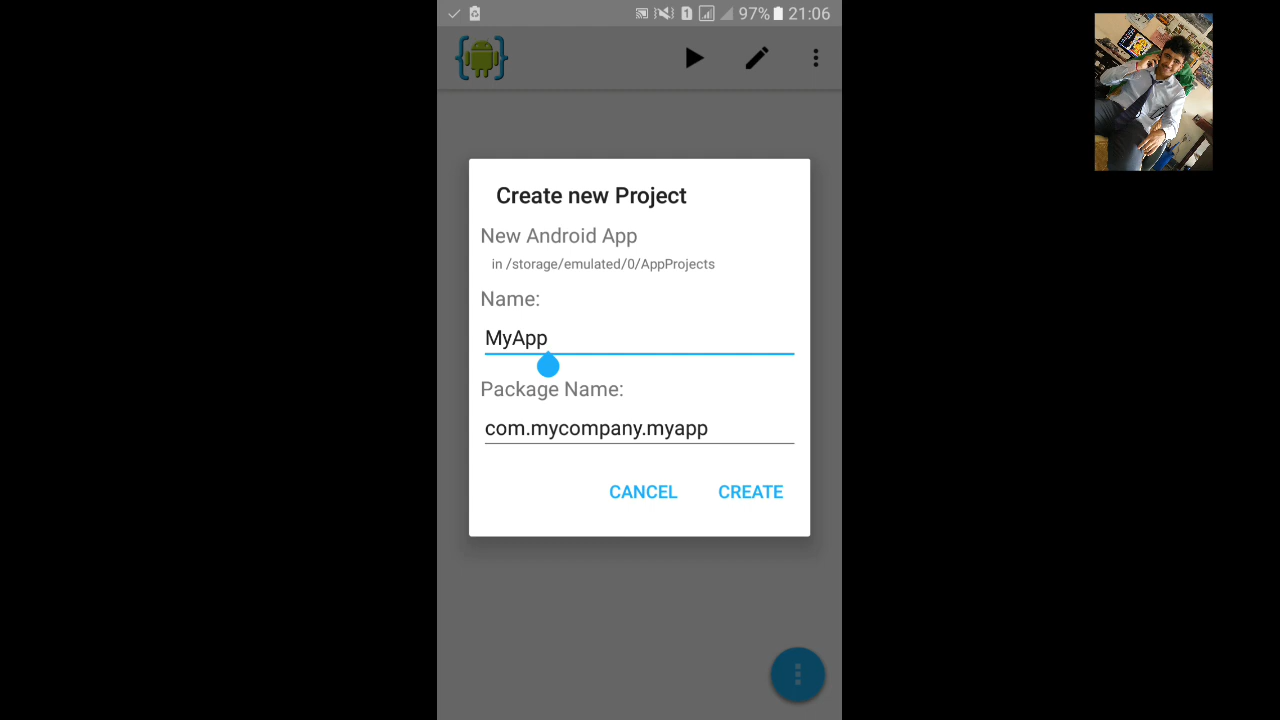 1 97% 21:06
Create new Project
New Android App
in /storage/emulated/0/AppProjects
Name:
MyApp
Package Name:
com.mycompany.myapp
CANCEL CREATE